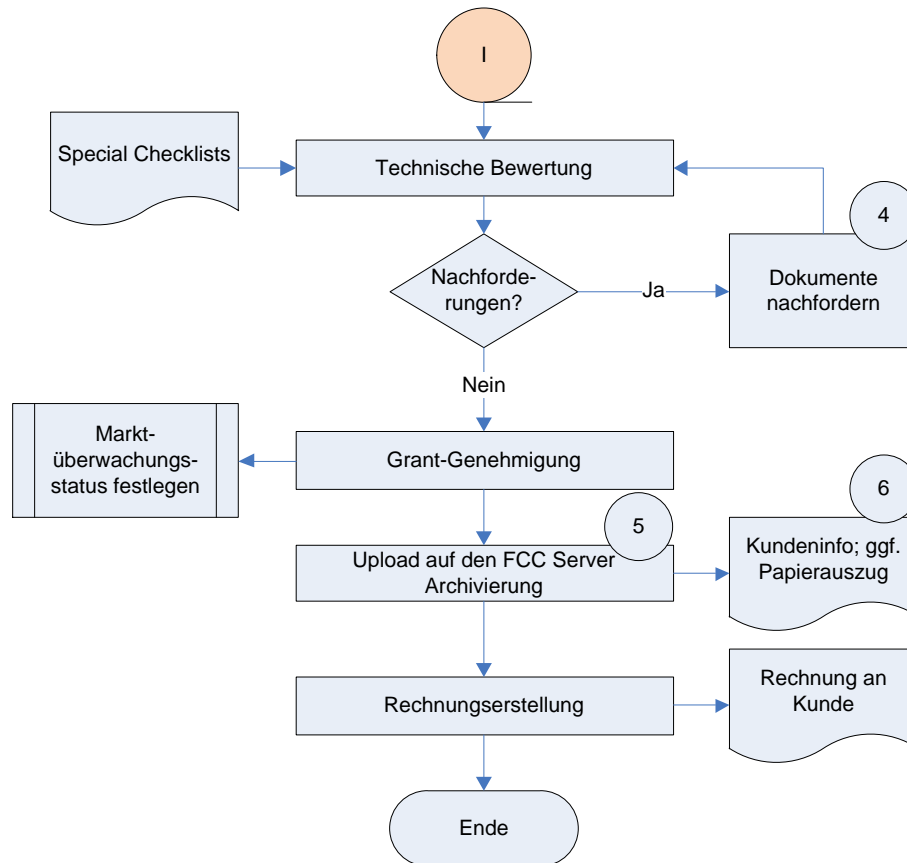 I
Special Checklists
Technische Bewertung
4
Nachforde-
rungen?
Ja
Dokumente
nachfordern
Nein
Markt-
überwachungs-
status festlegen
Grant-Genehmigung
5
6
Upload auf den FCC Server
Archivierung
Kundeninfo; ggf.
Papierauszug
Rechnungserstellung
Rechnung an
Kunde
Ende